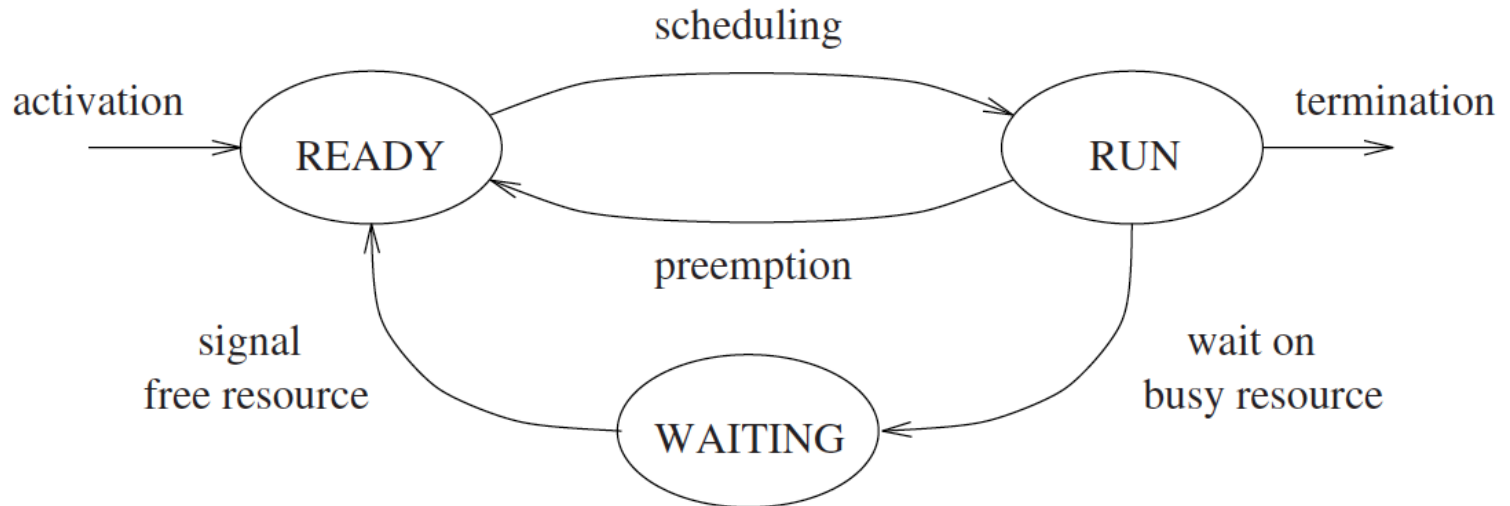 scheduling
activation
termination
READY
RUN
preemption
signal
free resource
wait on
busy resource
WAITING